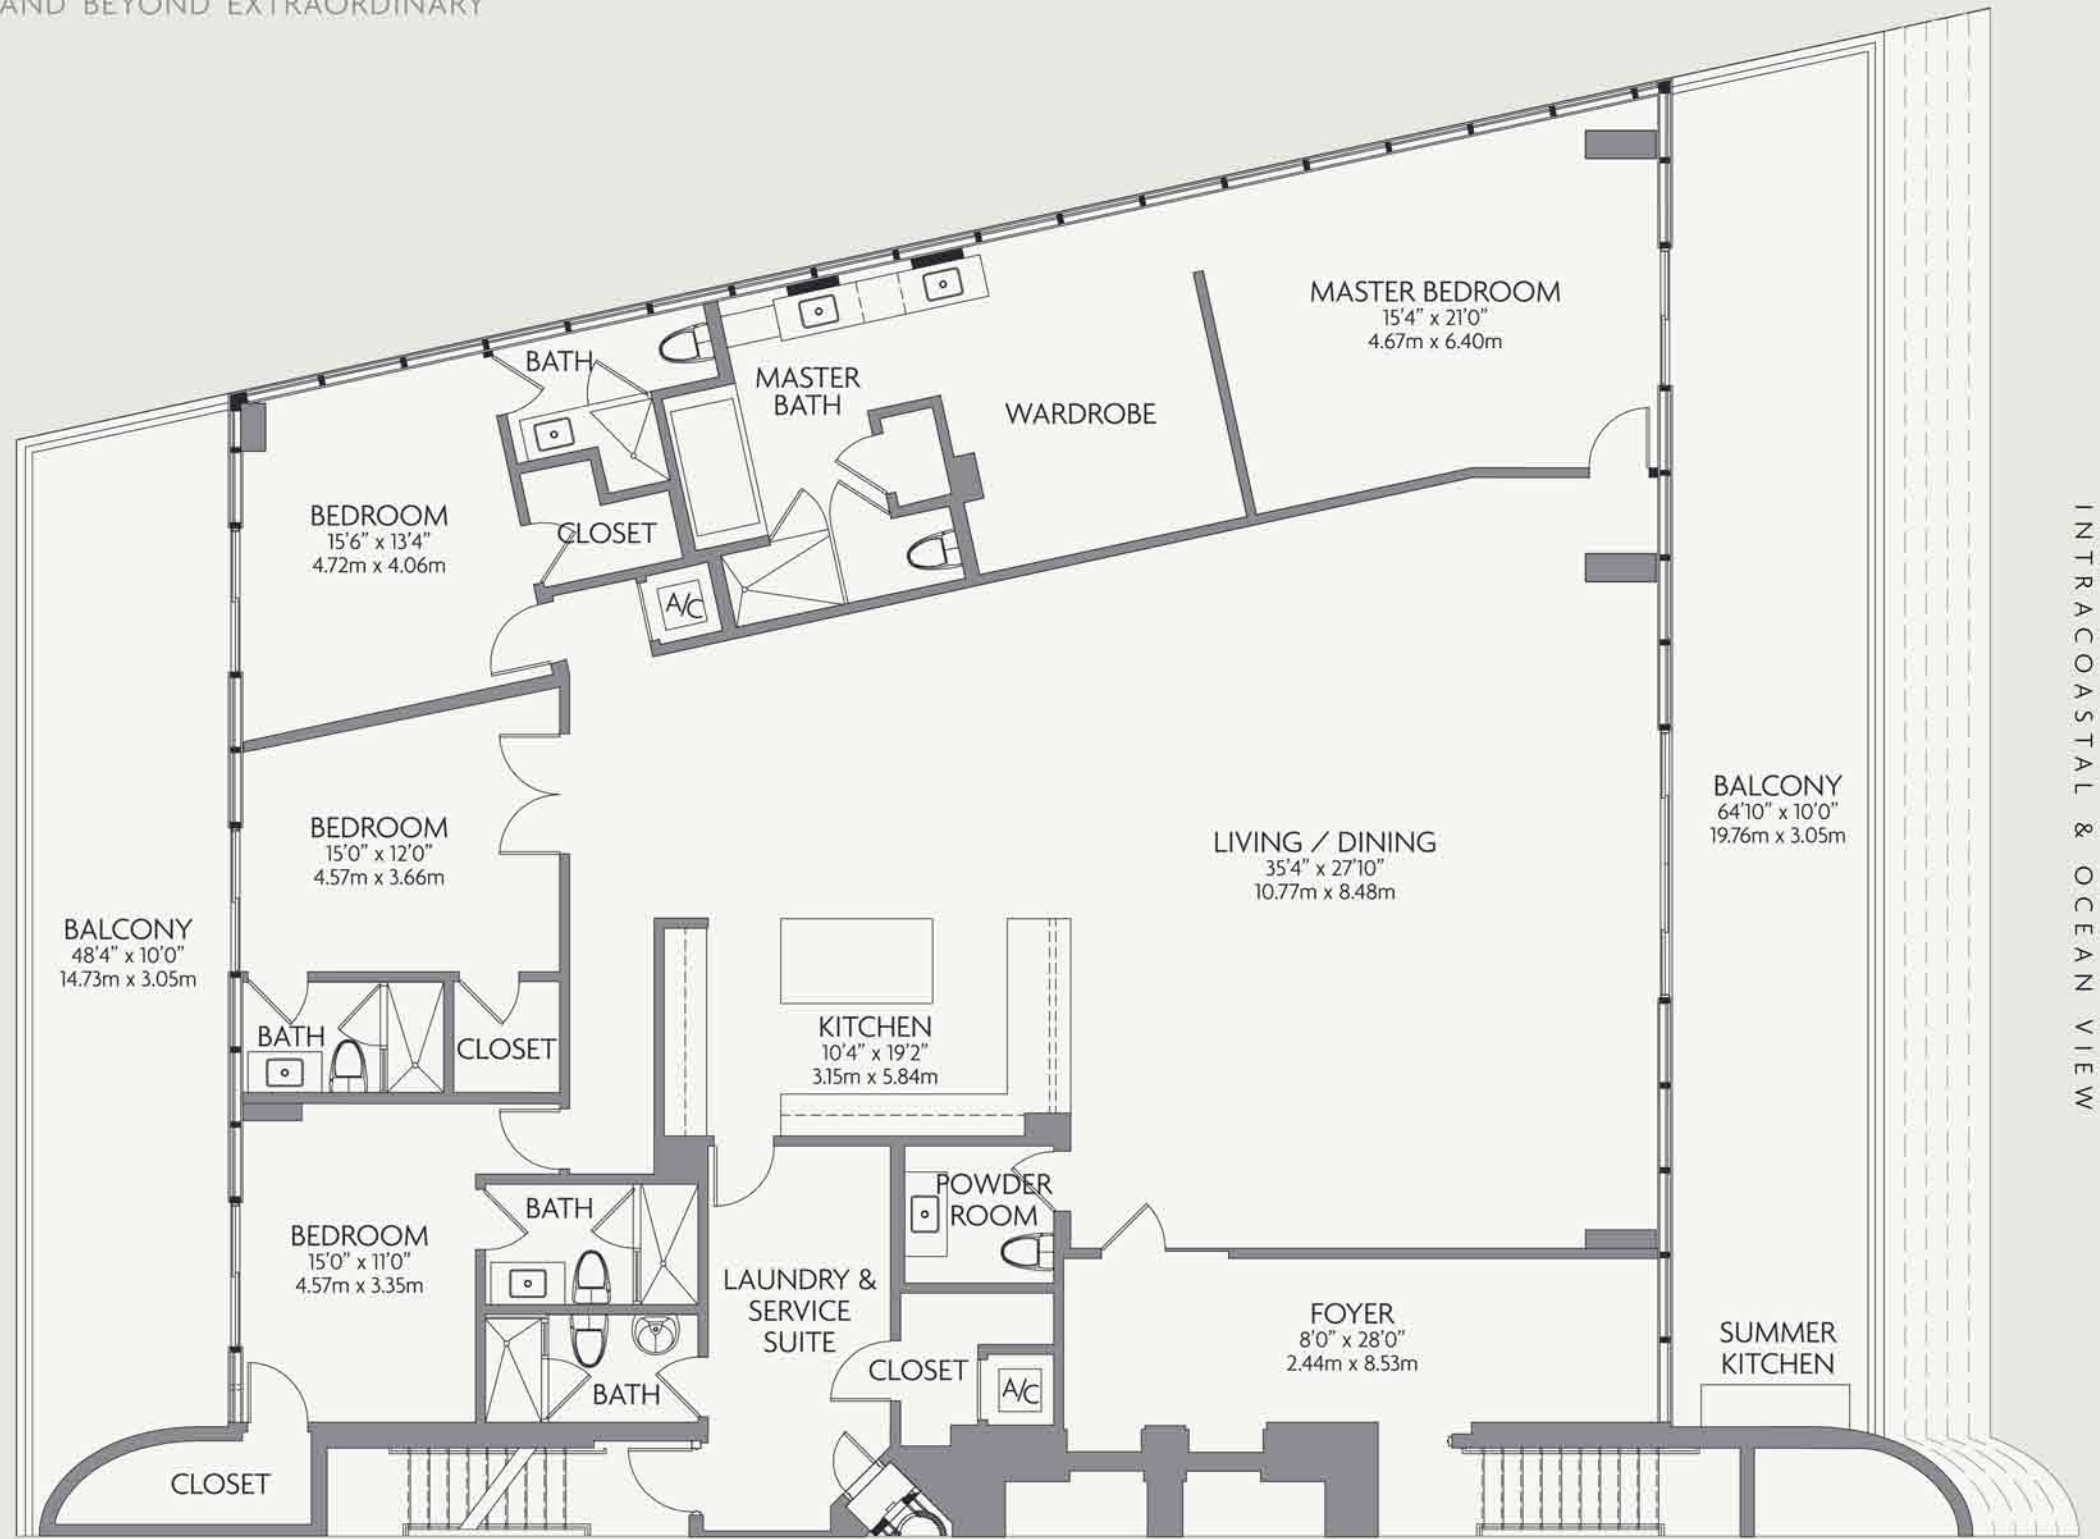 AND BEYOND EXTRAORDINARY
MASTER BEDROOM
15'4" x 21'0"
4.67m x 6.40m
BATH
MASTER
BATH
WARDROBE
BEDROOM
15'6" x 13'4"
4.72m x 4.06m
CLOSET
A/C
INTRACOASTAL & OCEAN VIEW
BALCONY
64'10" x 10'0"
19.76m x 3.05m
BEDROOM
15'0" x 12'0"
4.57m x 3.66m
LIVING / DINING
35'4" x 27'10"
10.77m x 8.48m
BALCONY
48'4" x 10'0"
14.73m x 3.05m
BATH
CLOSET
KITCHEN
10'4" x 19'2"
3.15m x 5.84m
POWDER
ROOM
BATH
BEDROOM
15'0" x 11'0"
4.57m x 3.35m
LAUNDRY &
SERVICE
SUITE
FOYER
8'0" x 28'0"
2.44m x 8.53m
SUMMER
KITCHEN
CLOSET
A/C
BATH
CLOSET